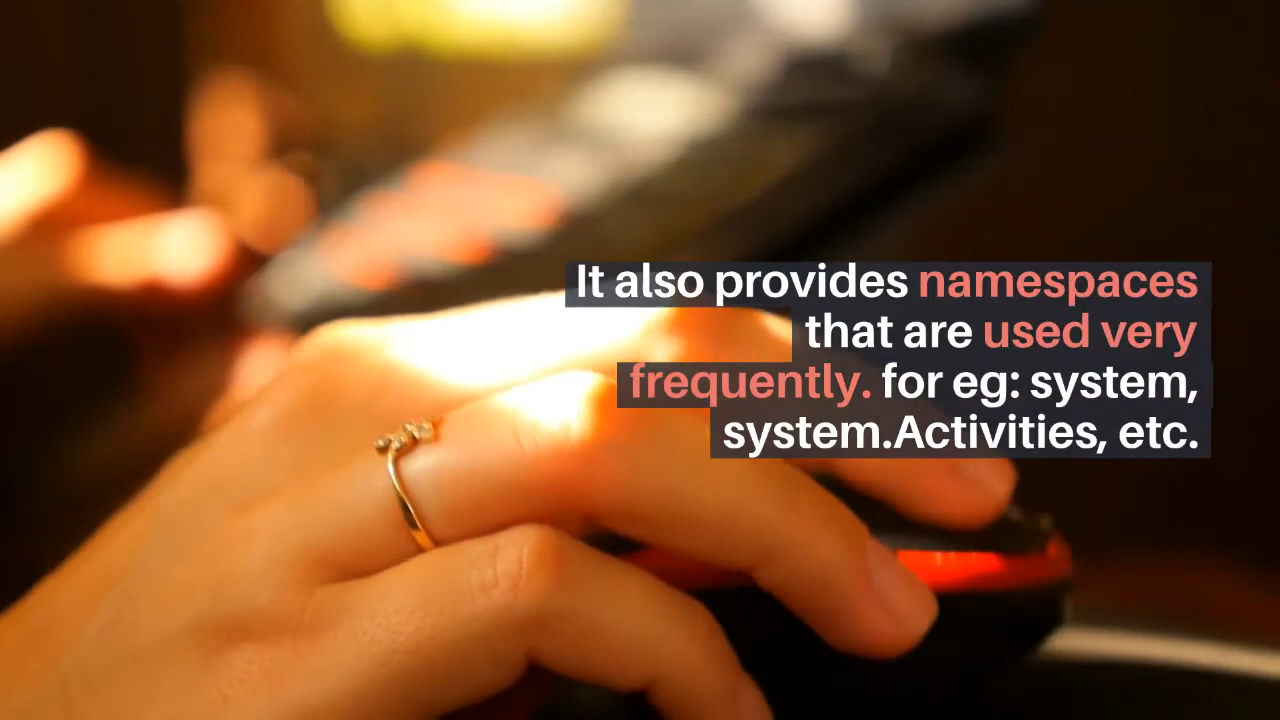 It also provides namespaces
that are used very
frequently. for eg: system,
system.Activities, etc.